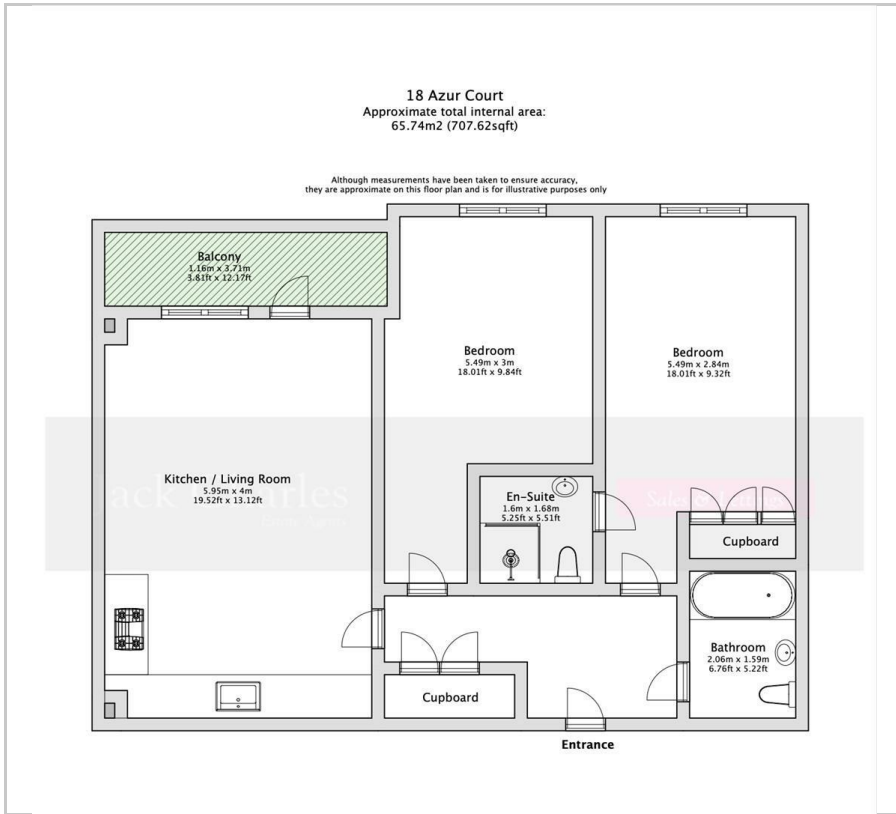 18 Azur Court
Approximate total internal area:
65.74m2 (707.62sqft)
Although measurements have been taken to ensure accuracy,
they are approximate on this floor plan and is for illustrative purposes only
Balcony
1.16m x 3.71m
3.81ft x 12.17ft
Bedroom
5.49m x 3m
18.01ft x 9.84ft
Bedroom
5.49m x 2.84m
18.01ft x 9.32ft
Kitchen / Living Room
5.95m x 4m
19.52ft x 13.12ft
En-Suite
1.6m x 1.68m
5.25ft x 5.51ft
Sales & Lettings
Cupboard
Bathroom
2.06m x 1.59m
6.76ft x 5.22ft
Cupboard
Entrance